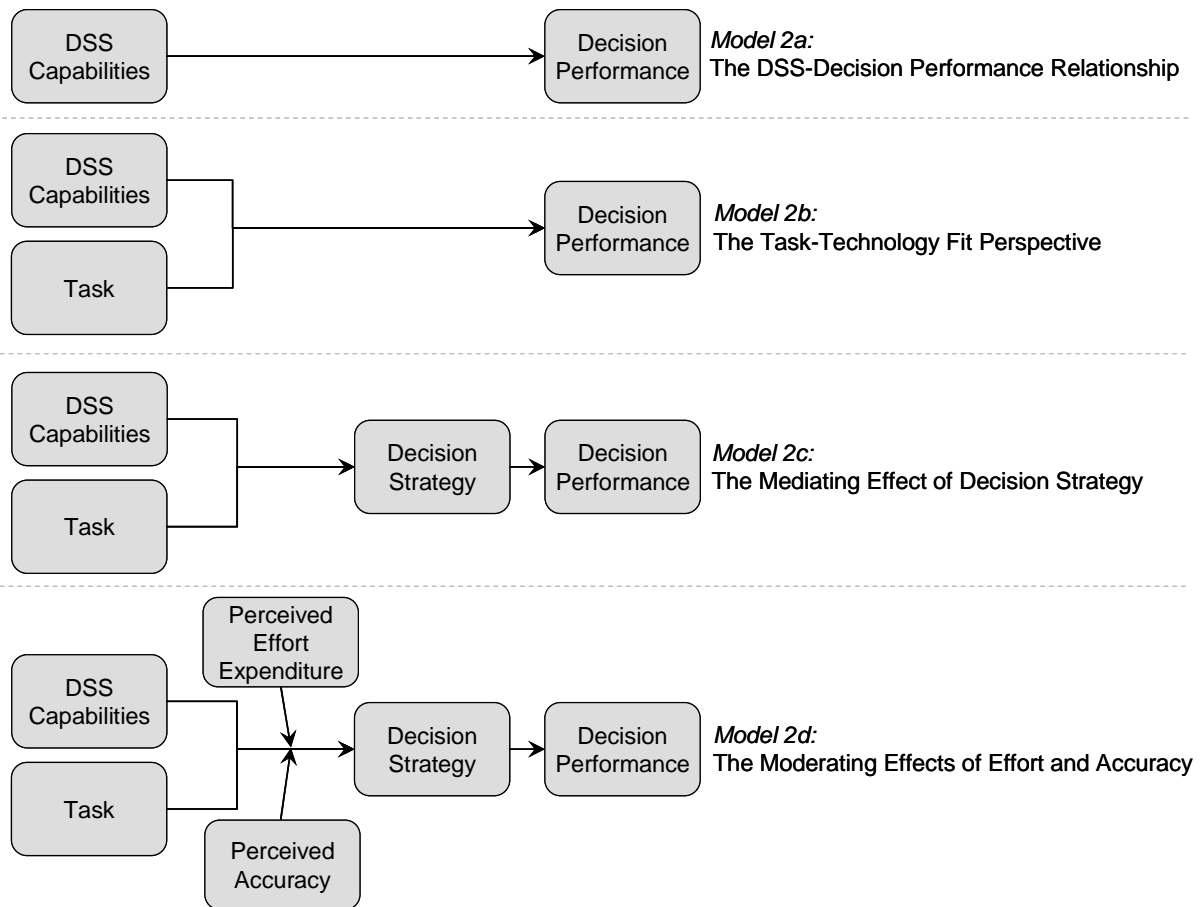 DSS
Capabilities
Decision
Performance
Model 2a:
The DSS-Decision Performance Relationship
DSS
Capabilities
Task
Decision
Performance
Model 2b:
The Task-Technology Fit Perspective
DSS
Capabilities
Task
Decision
Strategy
Decision
Performance
Model 2c:
The Mediating Effect of Decision Strategy
Perceived
Effort
Expenditure
DSS
Capabilities
Task
Perceived
Accuracy
Decision
Strategy
Decision
Performance
Model 2d:
The Moderating Effects of Effort and Accuracy